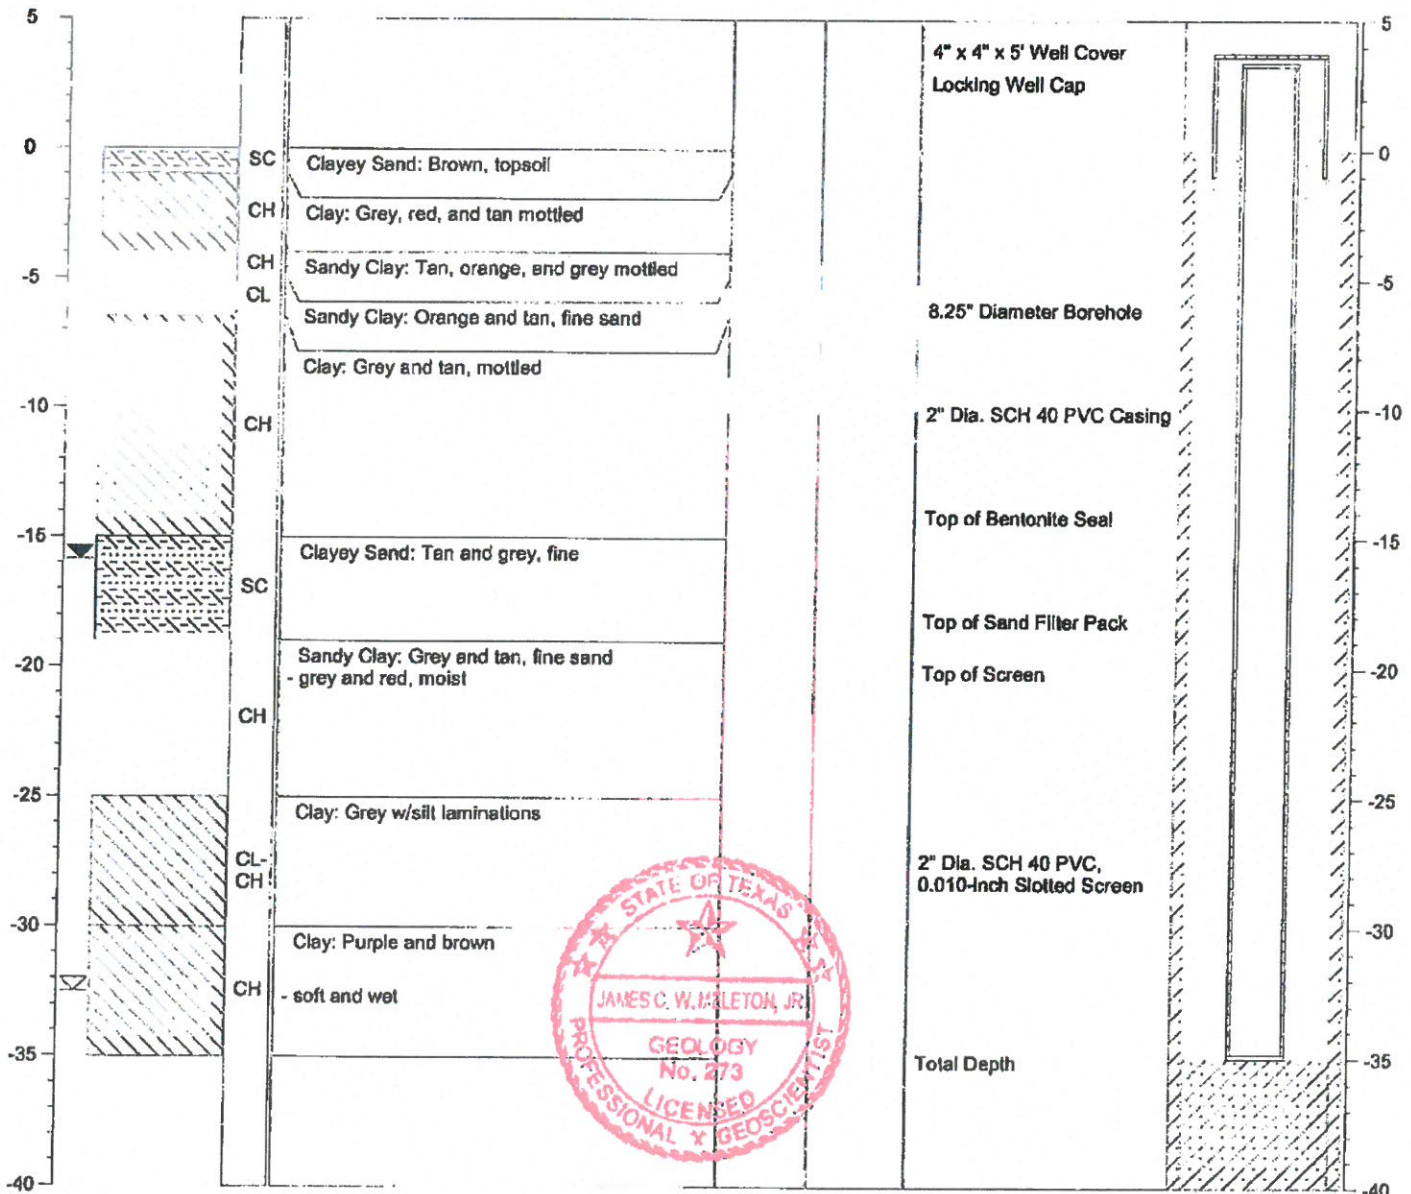 5
4" x 4" x 5' Well Cover
Locking Well Cap
5
0
SC
Clayey Sand: Brown, topsoil
0
CH
Clay: Grey, red, and tan mottled
CH
Sandy Clay: Tan, orange, and grey mottled
-5
-5
CL
Sandy Clay: Orange and tan, fine sand
8.25" Diameter Borehole
Clay: Grey and tan, mottled
-10
CH
2" Dia. SCH 40 PVC Casing
-10
Top of Bentonite Seal
-15
Clayey Sand: Tan and grey, fine
-15
SC
Top of Sand Filter Pack
-20
Sandy Clay: Grey and tan, fine sand
- grey and red, moist
Top of Screen
-20
CH
-25
Clay: Grey w/silt laminations
-25
CL-
CH
2" Dia. SCH 40 PVC,
0.010-Inch Slotted Screen
STATE OF TEXAS
-30
Clay: Purple and brown
-30
CH
- soft and wet
JAMES C. W. JR
GEOLOGY
No. 273
LICENSED
PROFESSIONAL GEOSCIENTIST
-35
Total Depth
-35
-40
-40